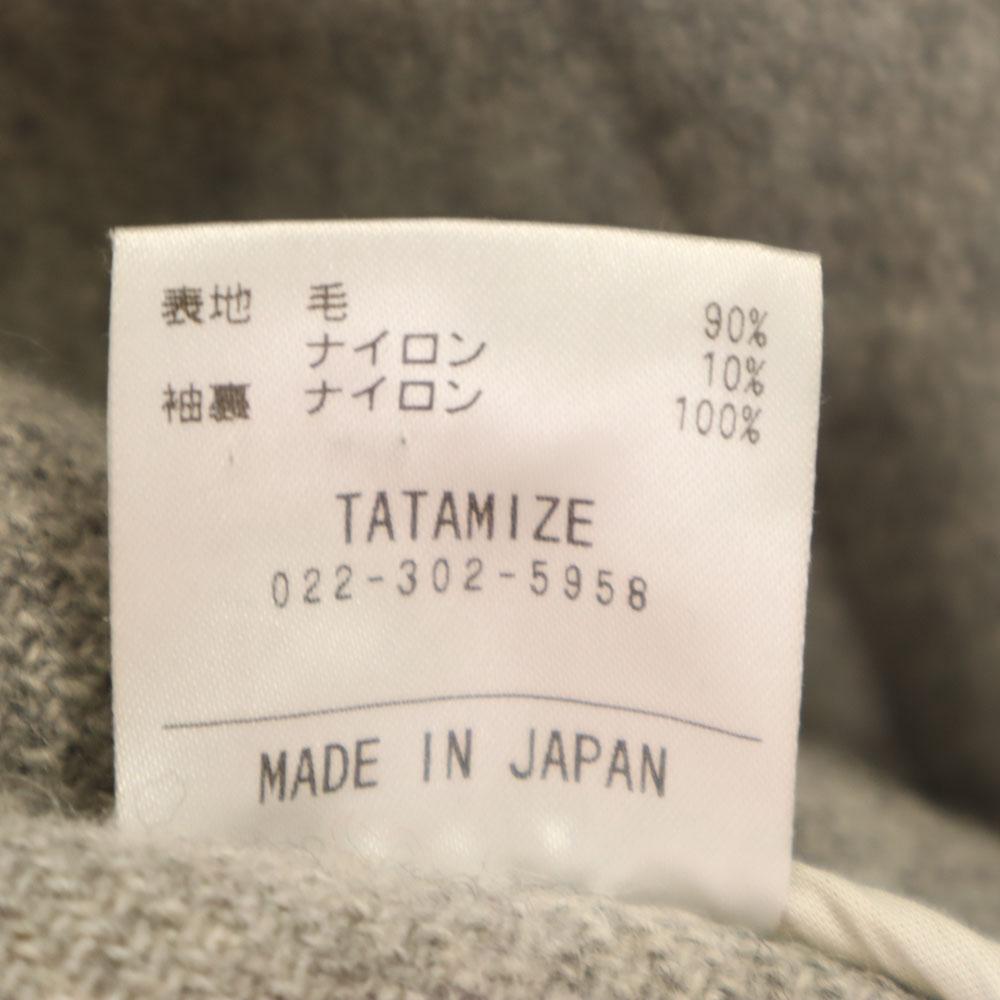 表地 毛 90%
ナイロン 10%
袖裏 ナイロン 100%
TATAMIZE
022-302-5958
MADE IN JAPAN